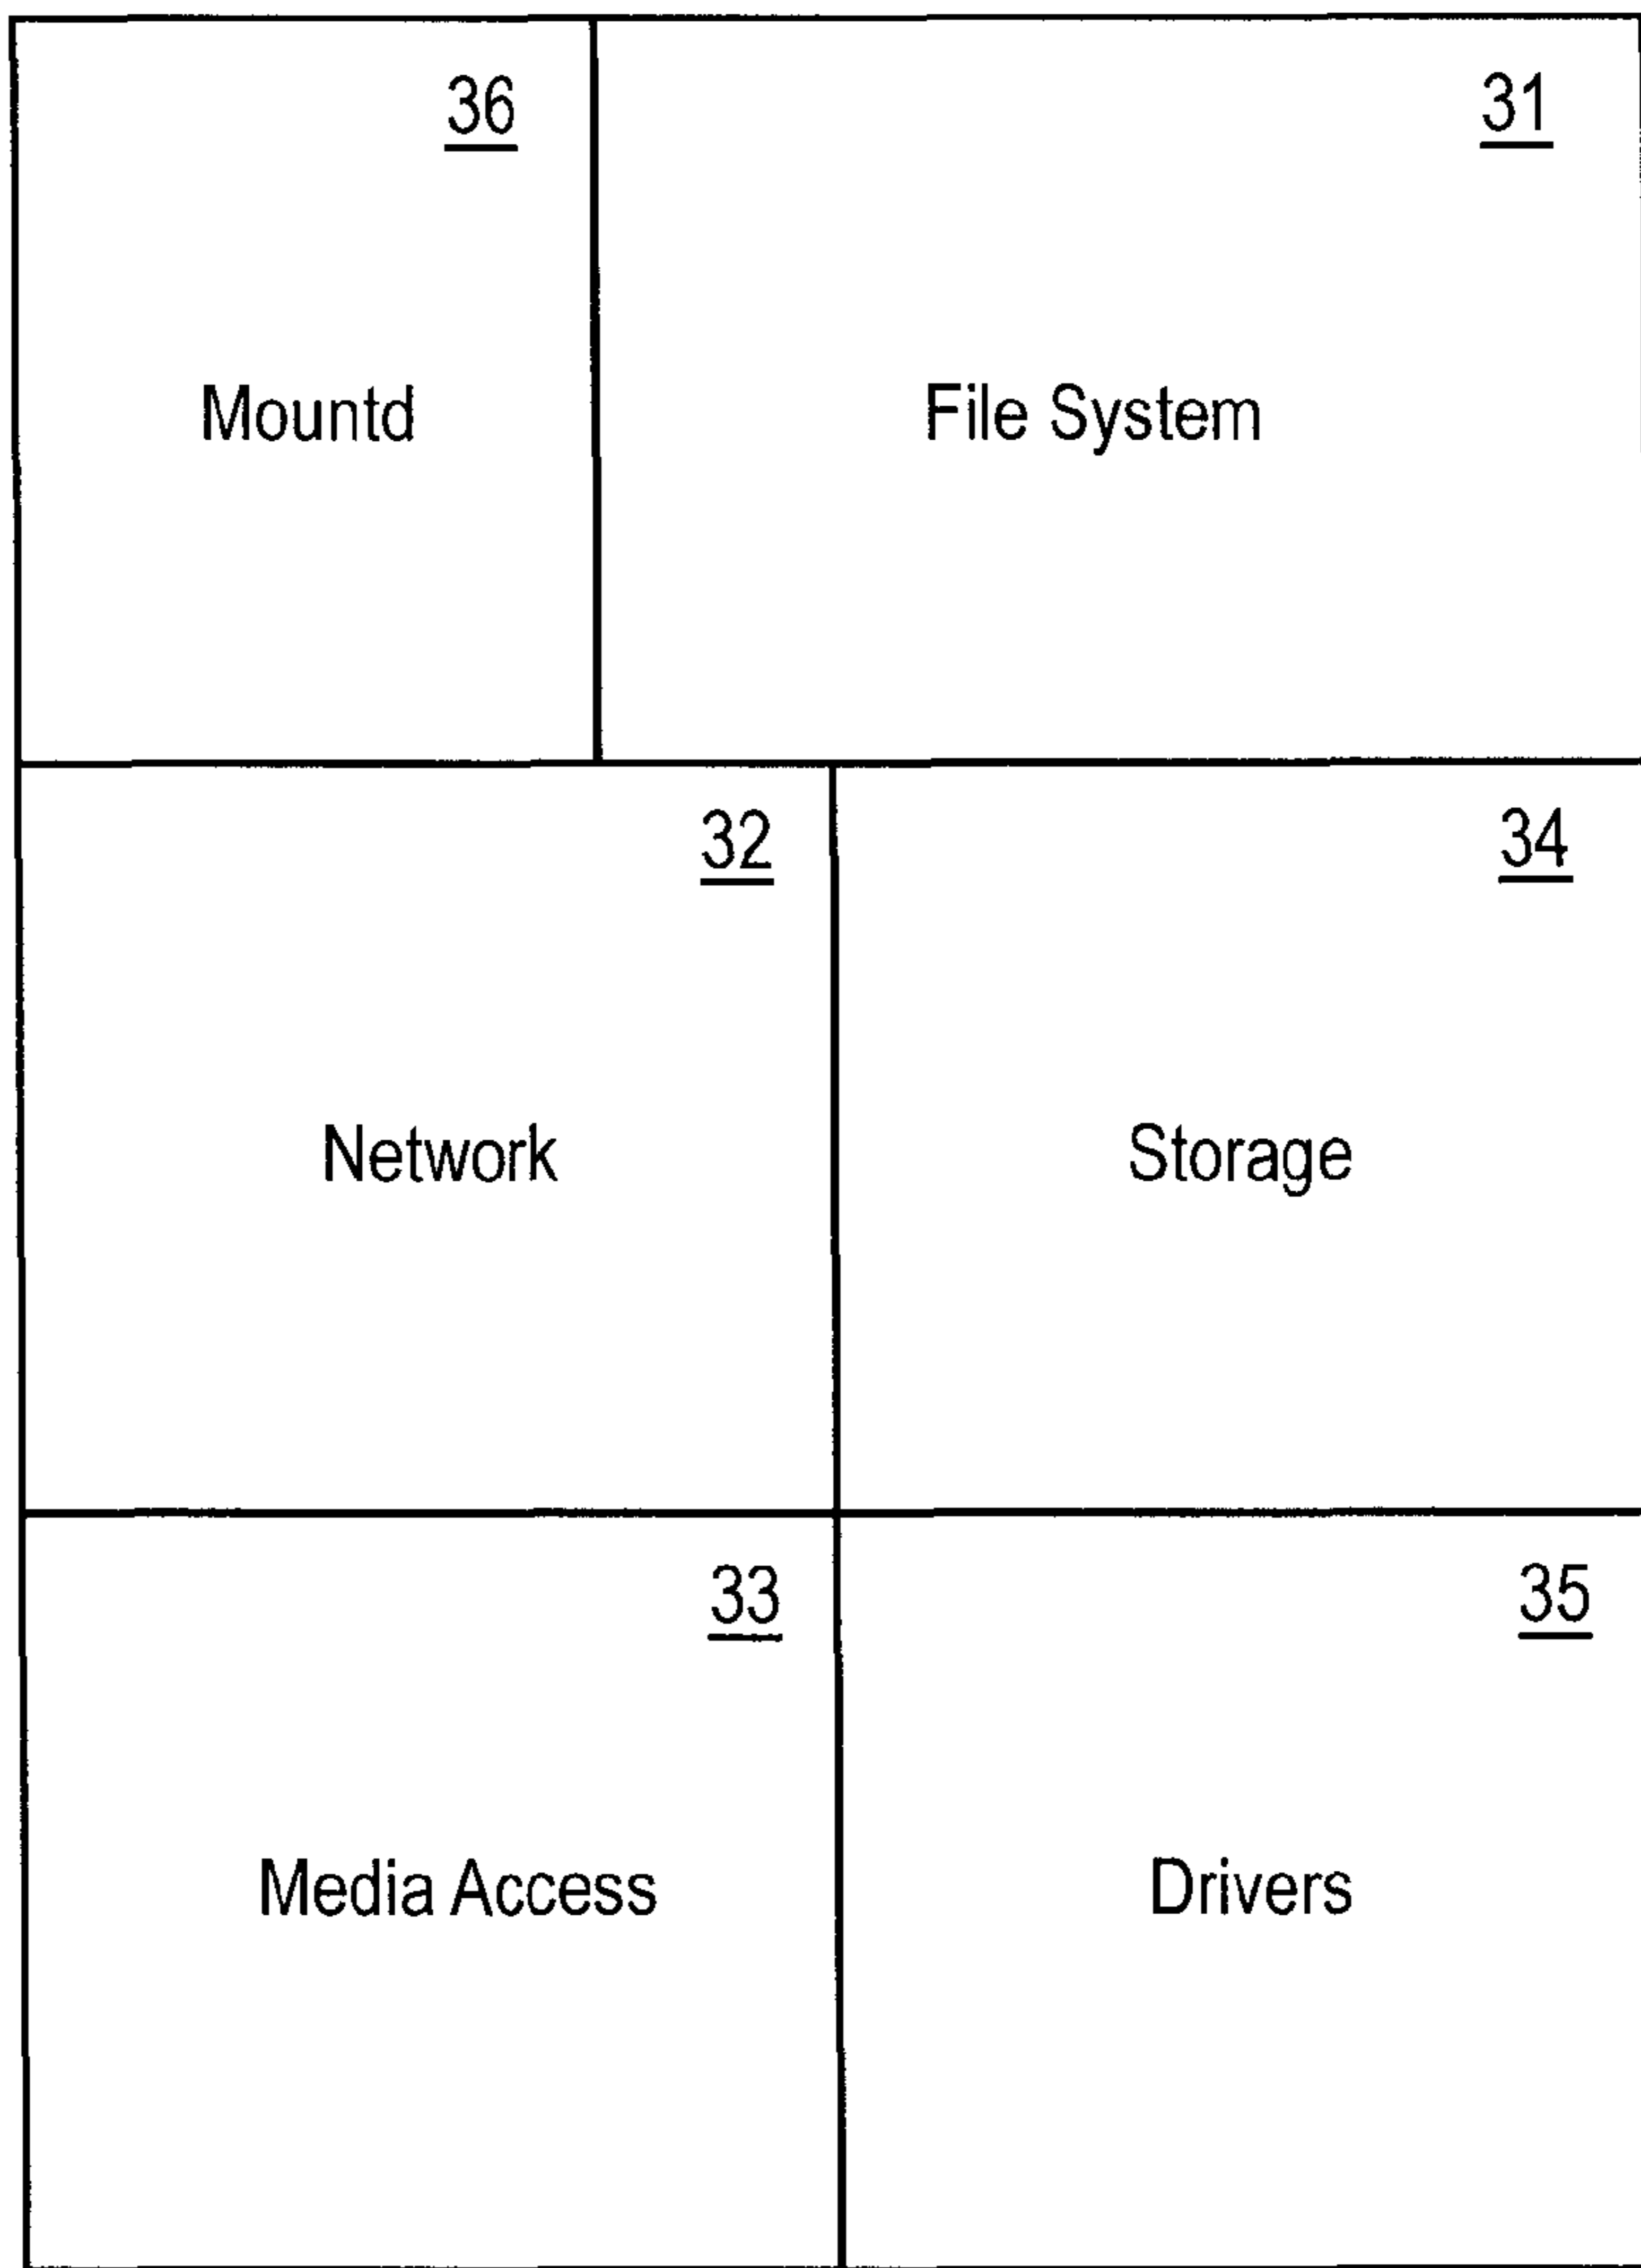 36
31
Mountd
File System
32
34
Network
Storage
33
35
Media Access
Drivers